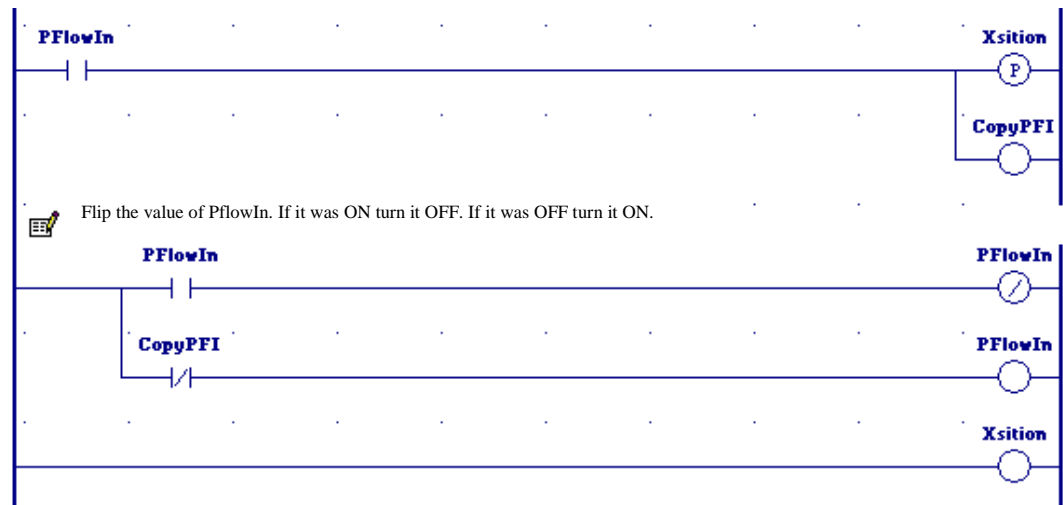 PFlowIn Xsition
P
CopyPFI
Flip the value of PflowIn. If it was ON turn it OFF. If it was OFF turn it ON.
PFlowIn PFlowIn
CopyPFI PFlowIn
Xsition